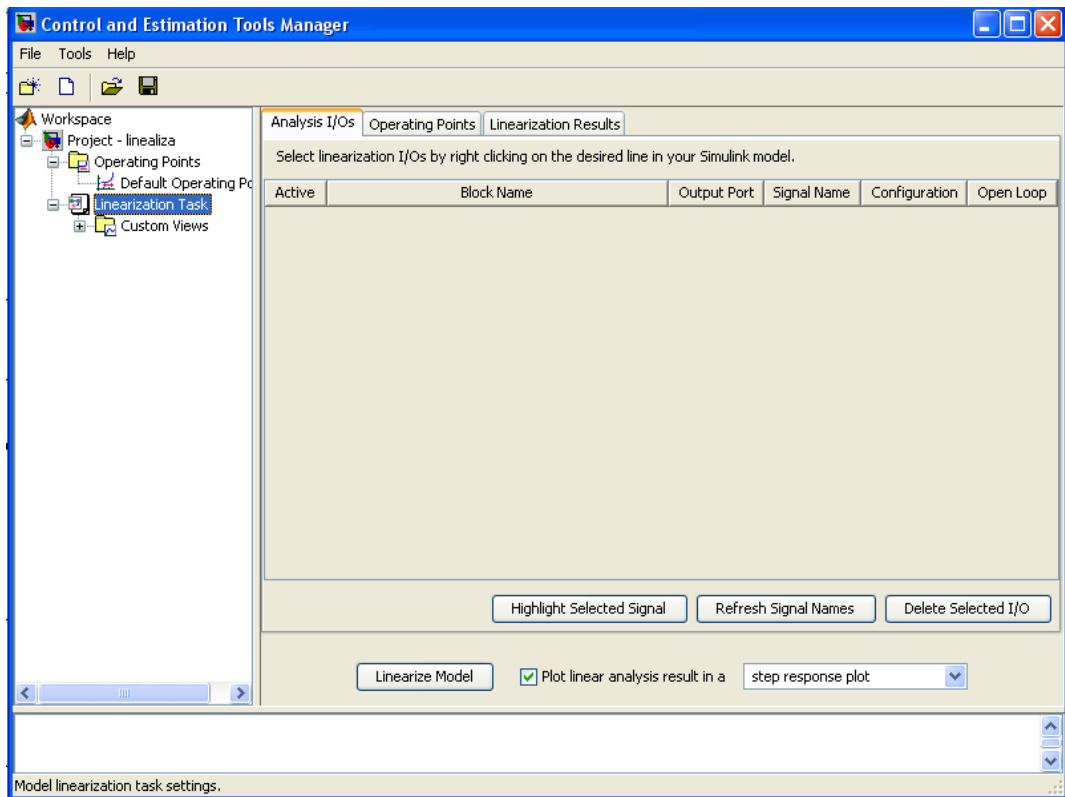 Control and Estimation Tools Manager
File Tools Help
Workspace
Project - linealiza
Operating Points
Default Operating Po
Linearization Task
Custom Views
Analysis I/Os Operating Points Linearization Results
Select linearization I/Os by right clicking on the desired line in your Simulink model.
Active Block Name Output Port Signal Name Configuration Open Loop
Highlight Selected Signal Refresh Signal Names Delete Selected I/O
Linearize Model Plot linear analysis result in a step response plot
Model linearization task settings.